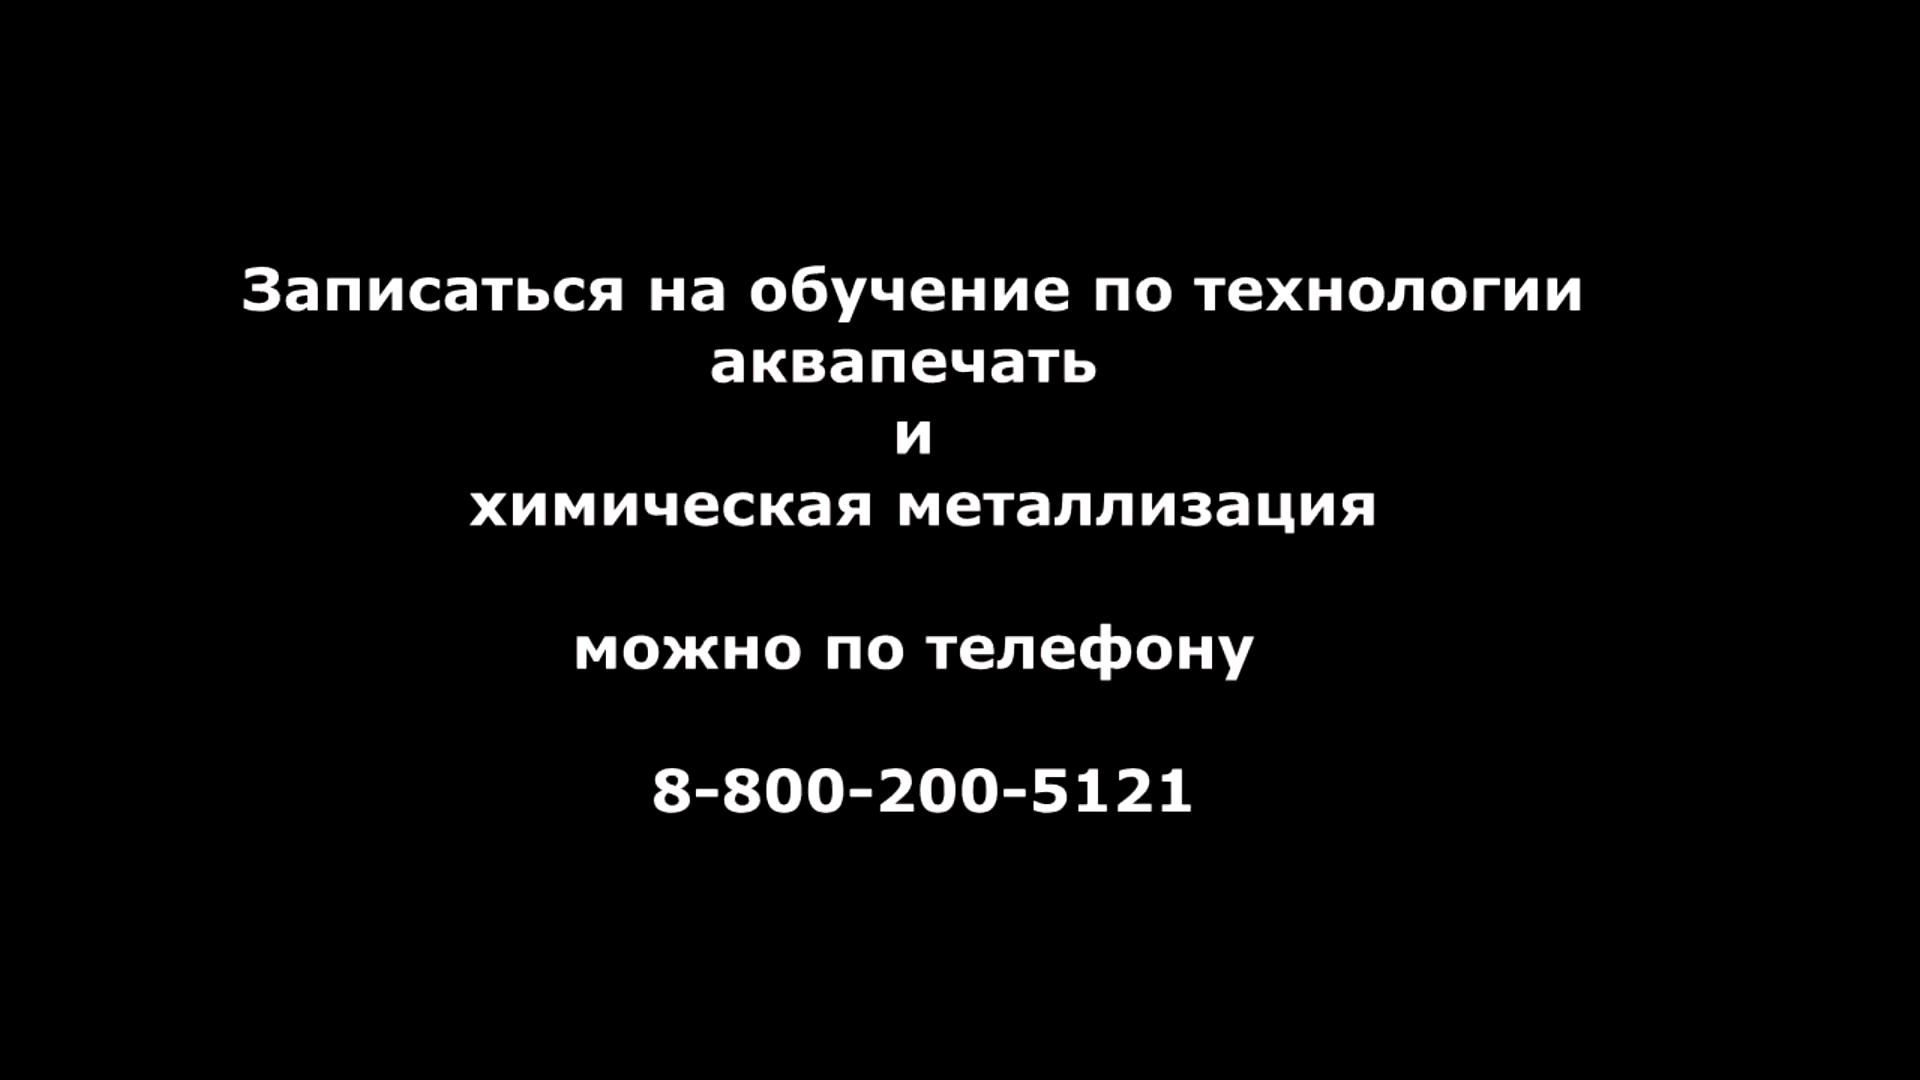 Записаться на обучение по технологии
аквапечать
и
химическая металлизация
можно по телефону
8-800-200-5121